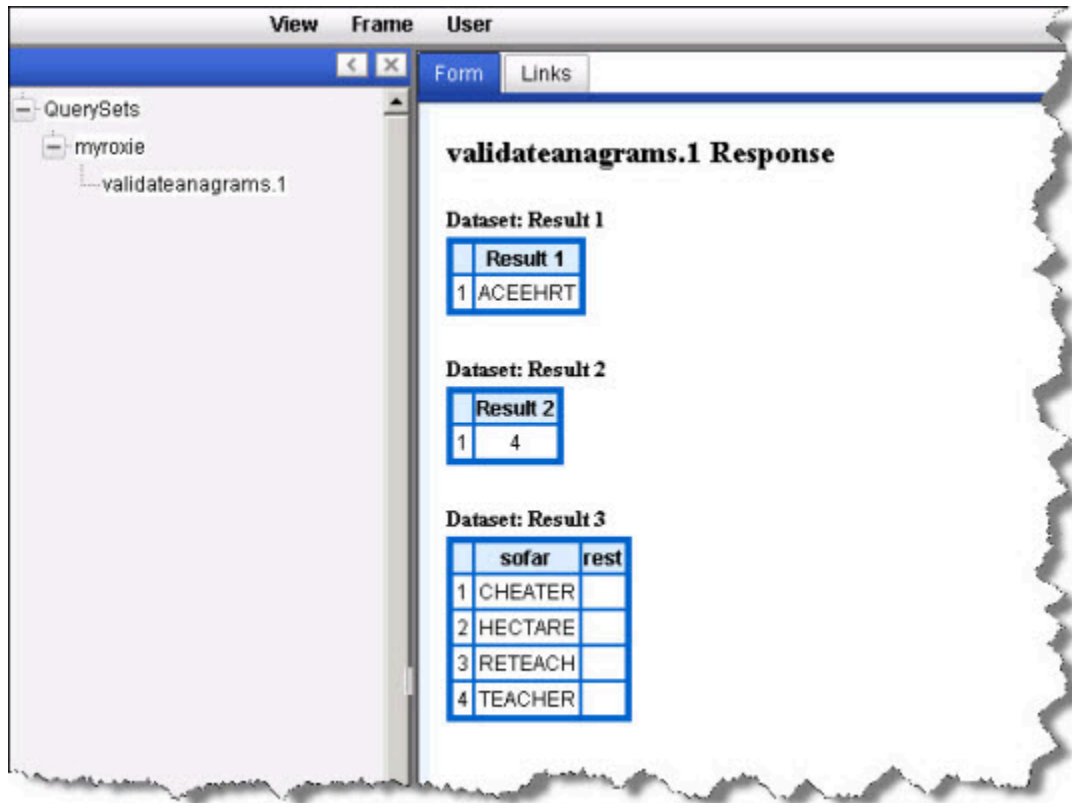 View Frame User
Form Links
QuerySets
myroxie
validateanagrams.1
validateanagrams.1 Response
Dataset: Result 1
Result 1
1 ACEEHRT
Dataset: Result 2
Result 2
1 4
Dataset: Result 3
sofar rest
1 CHEATER
2 HECTARE
3 RETEACH
4 TEACHER